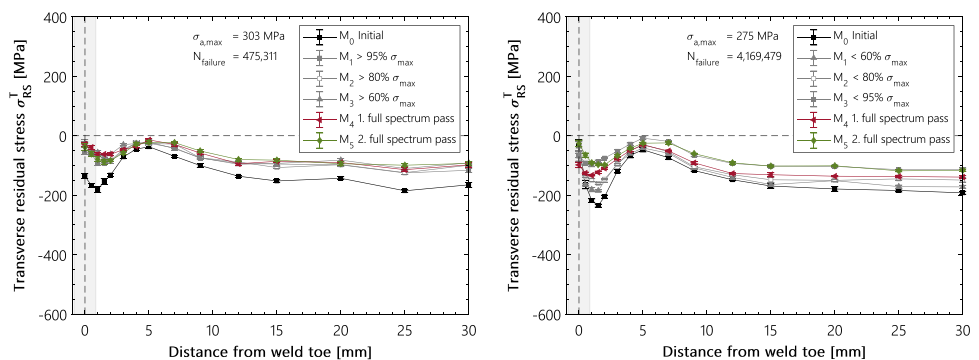 400
200
0
-200
-400
-600
0 5 10 15 20 25 30
Transverse residual stress σ_RS^T [MPa]
Distance from weld toe [mm]
σ_a,max = 303 MPa
N_failure = 475,311
M_0 Initial
M_1 > 95% σ_max
M_2 > 80% σ_max
M_3 > 60% σ_max
M_4 1. full spectrum pass
M_5 2. full spectrum pass
400
200
0
-200
-400
-600
0 5 10 15 20 25 30
Transverse residual stress σ_RS^T [MPa]
Distance from weld toe [mm]
σ_a,max = 275 MPa
N_failure = 4,169,479
M_0 Initial
M_1 < 60% σ_max
M_2 < 80% σ_max
M_3 < 95% σ_max
M_4 1. full spectrum pass
M_5 2. full spectrum pass